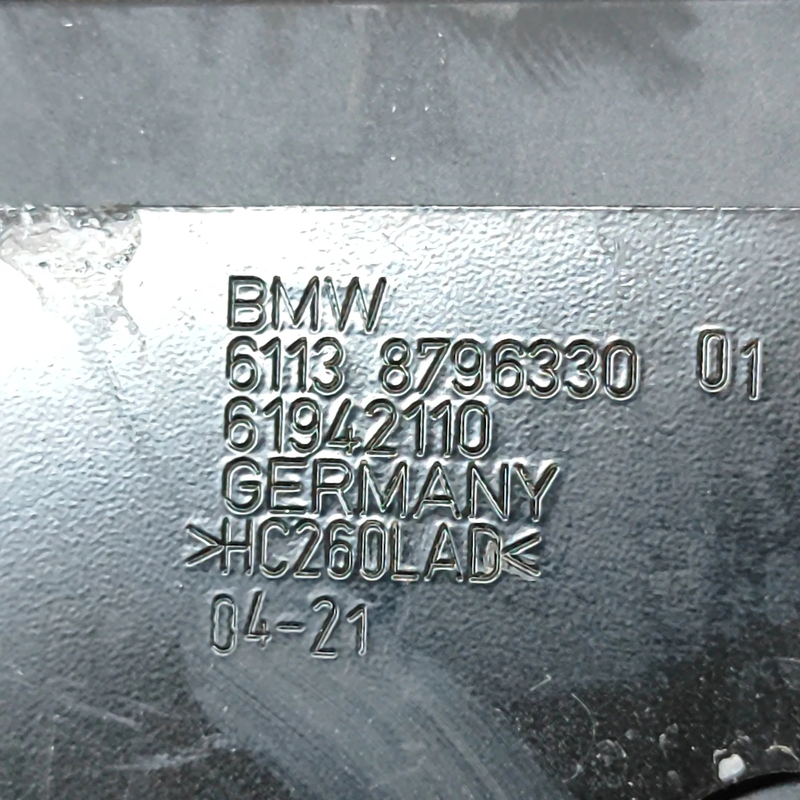 BMW
6113 8796330 01
61942110
GERMANY
>HC260LAD<
04-21